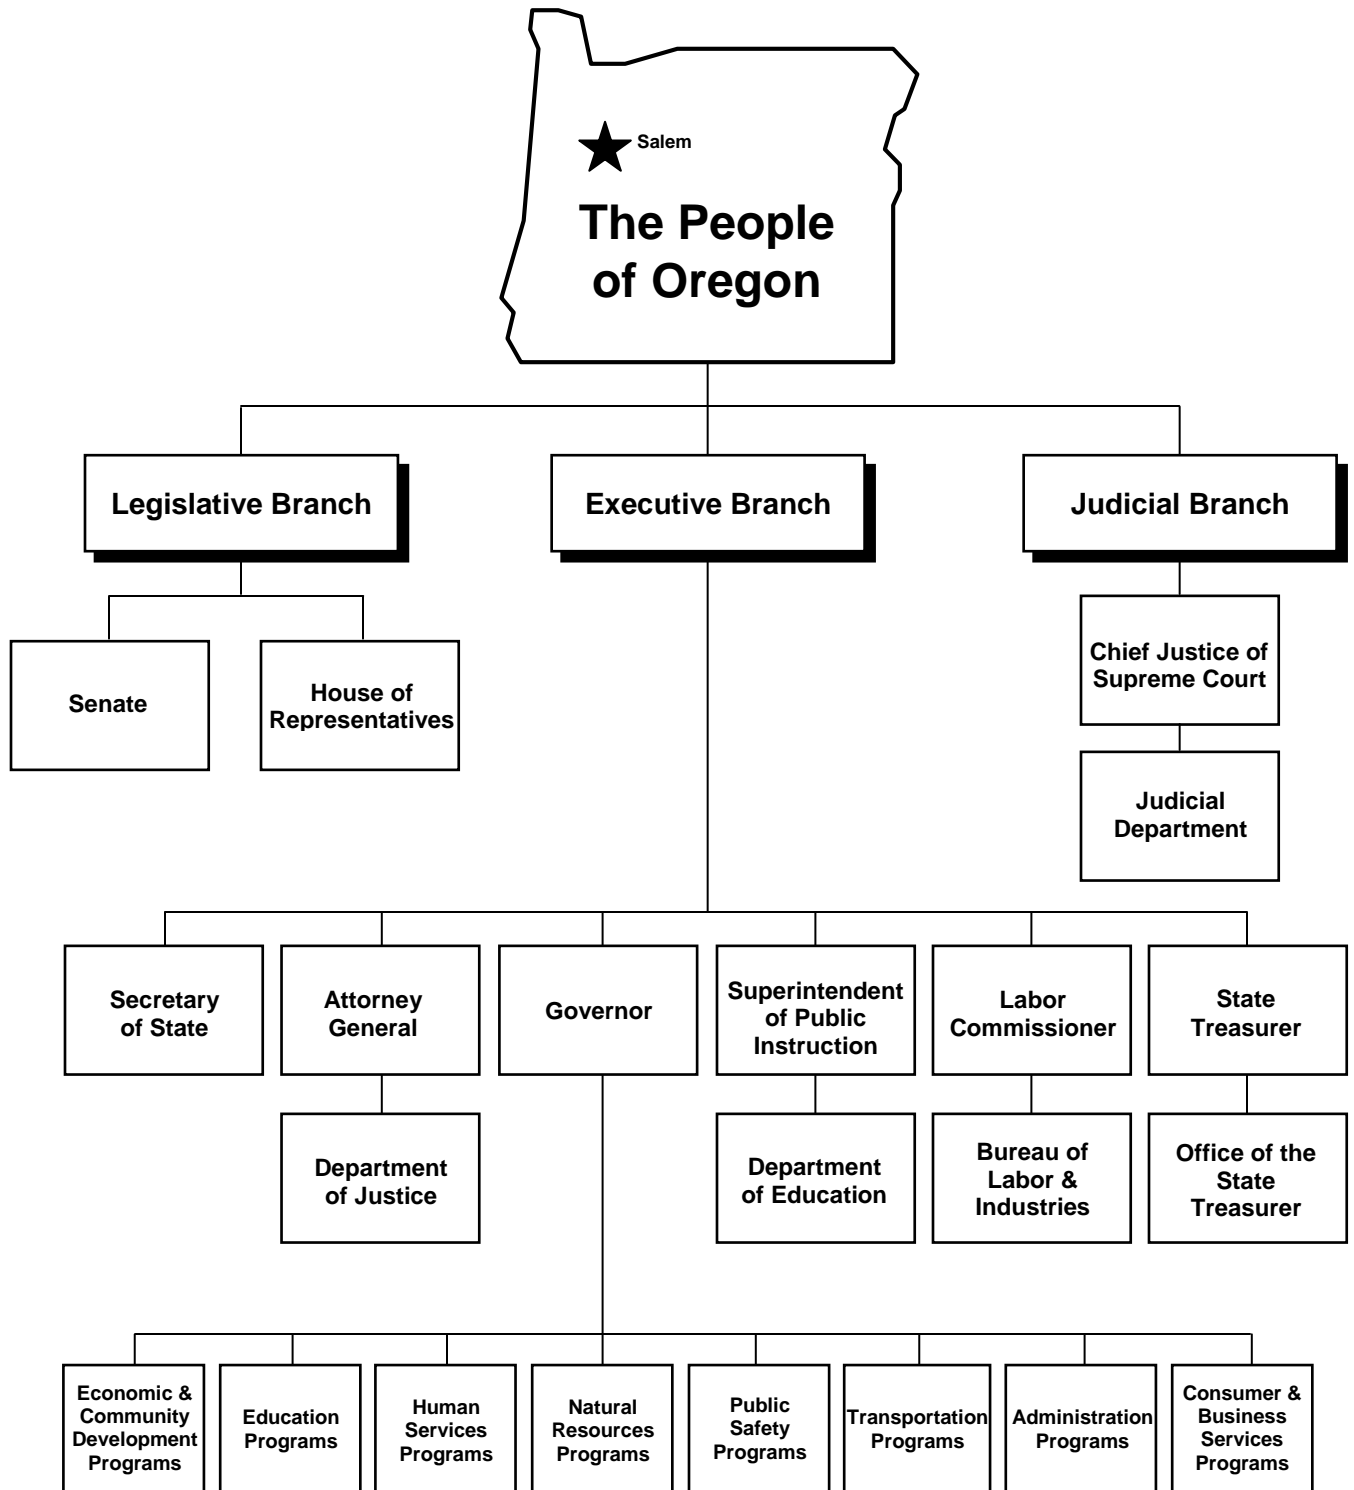 Salem
The People
of Oregon
Legislative Branch
Executive Branch
Judicial Branch
Senate
House of
Representatives
Chief Justice of
Supreme Court
Judicial
Department
Secretary
of State
Attorney
General
Governor
Superintendent
of Public
Instruction
Labor
Commissioner
State
Treasurer
Department
of Justice
Department
of Education
Bureau of
Labor &
Industries
Office of the
State
Treasurer
Economic &
Community
Development
Programs
Education
Programs
Human
Services
Programs
Natural
Resources
Programs
Public
Safety
Programs
Transportation
Programs
Administration
Programs
Consumer &
Business
Services
Programs